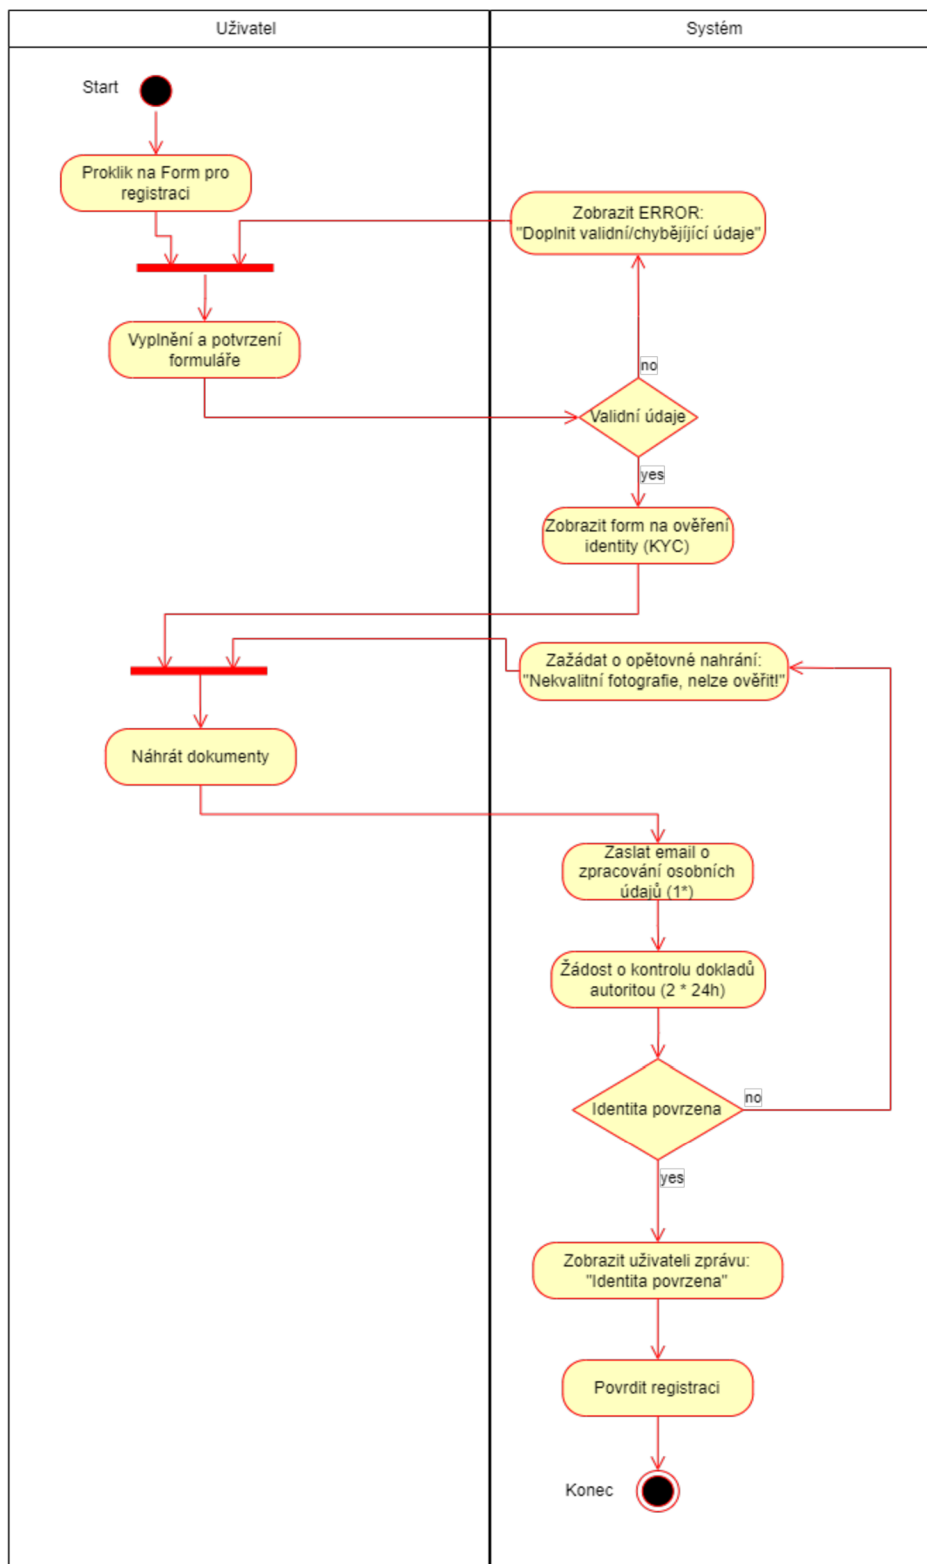 Uživatel
Systém
Start
Proklik na Form pro
registraci
Zobrazit ERROR:
"Doplnit validní/chybějíjící údaje"
Vyplnění a potvrzení
formuláře
no
Validní údaje
yes
Zobrazit form na ověření
identity (KYC)
Zažádat o opětovné nahrání:
"Nekvalitní fotografie, nelze ověřit!"
Náhrát dokumenty
Zaslat email o
zpracování osobních
údajů (1*)
Žádost o kontrolu dokladů
autoritou (2 * 24h)
Identita povrzena
no
yes
Zobrazit uživateli zprávu:
"Identita povrzena"
Povrdit registraci
Konec